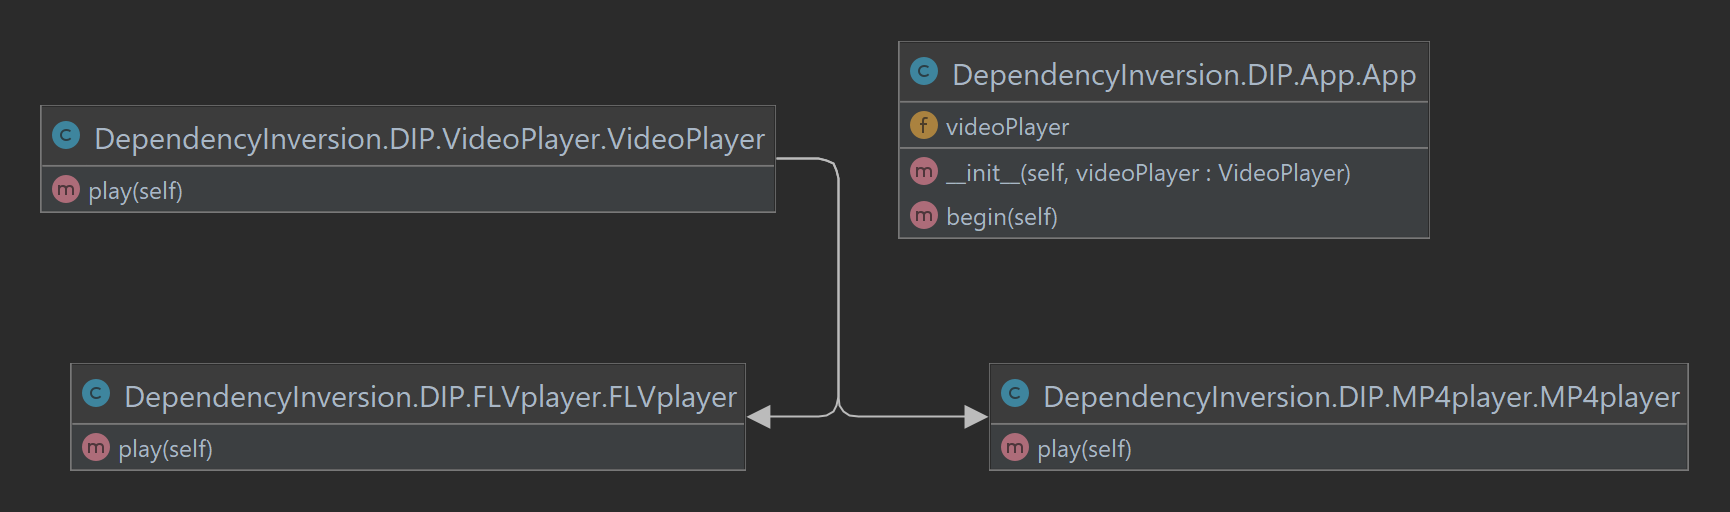 C DependencyInversion.DIP.VideoPlayer.VideoPlayer
m play(self)
C DependencyInversion.DIP.App.App
f videoPlayer
m __init__(self, videoPlayer : VideoPlayer)
m begin(self)
C DependencyInversion.DIP.FLVplayer.FLVplayer
m play(self)
C DependencyInversion.DIP.MP4player.MP4player
m play(self)